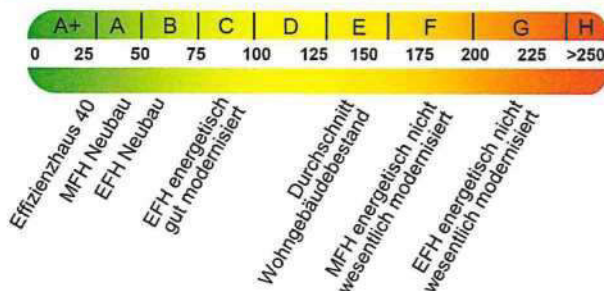 A+ A B C D E F G H
0 25 50 75 100 125 150 175 200 225 >250
Effizienzhaus 40
MFH Neubau
EFH Neubau
EFH energetisch
gut modernisiert
Durchschnitt
Wohngebäudebestand
MFH energetisch nicht
wesentlich modernisiert
EFH energetisch nicht
wesentlich modernisiert